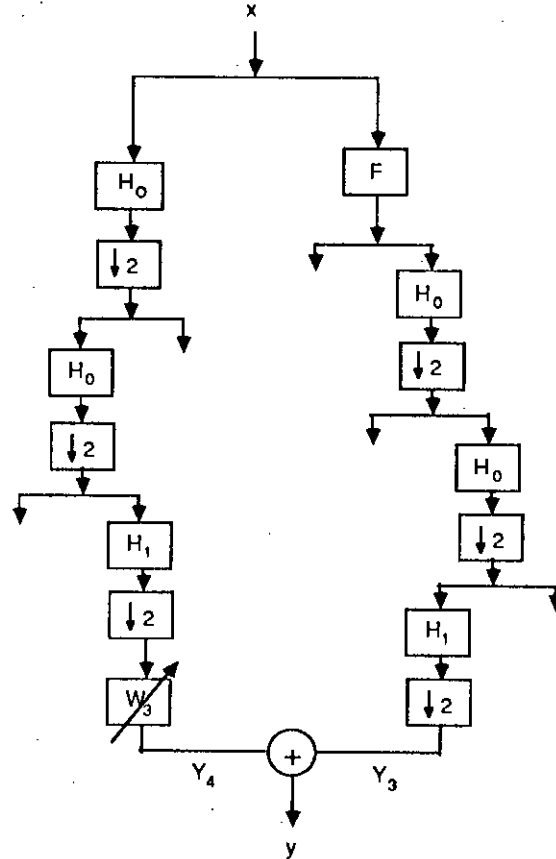 x
H₀
F
↓ 2
H₀
H₀
↓ 2
↓ 2
H₀
H₁
↓ 2
↓ 2
H₁
W₃
↓ 2
+
Y₄
Y₃
y